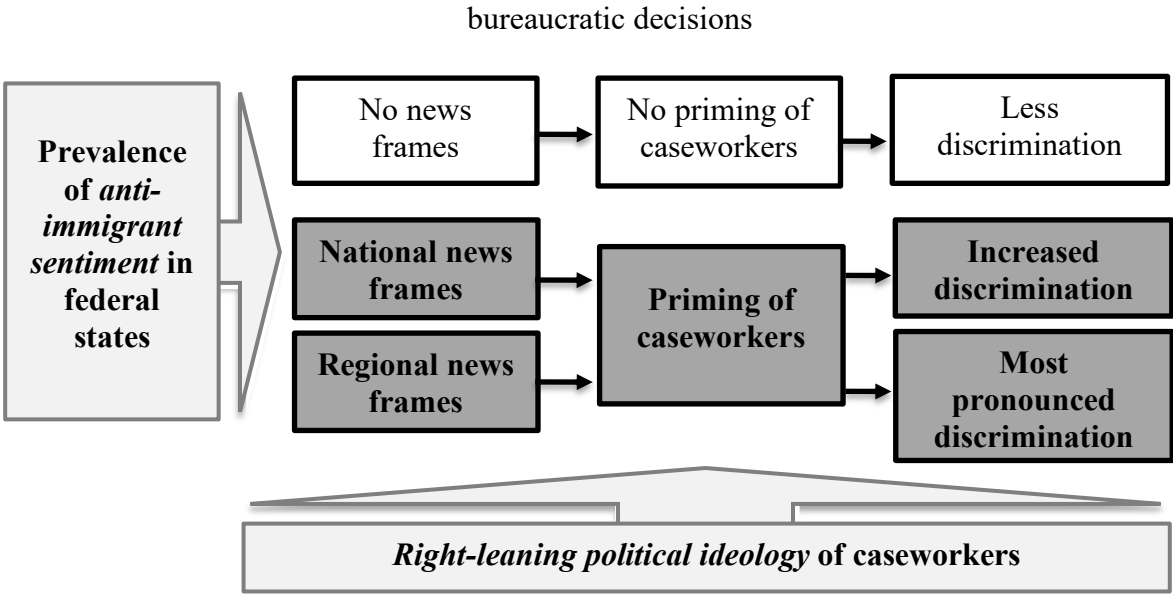 bureaucratic decisions
Prevalence
of anti-
immigrant
sentiment in
federal
states
No news
frames
No priming of
caseworkers
Less
discrimination
National news
frames
Regional news
frames
Priming of
caseworkers
Increased
discrimination
Most
pronounced
discrimination
Right-leaning political ideology of caseworkers